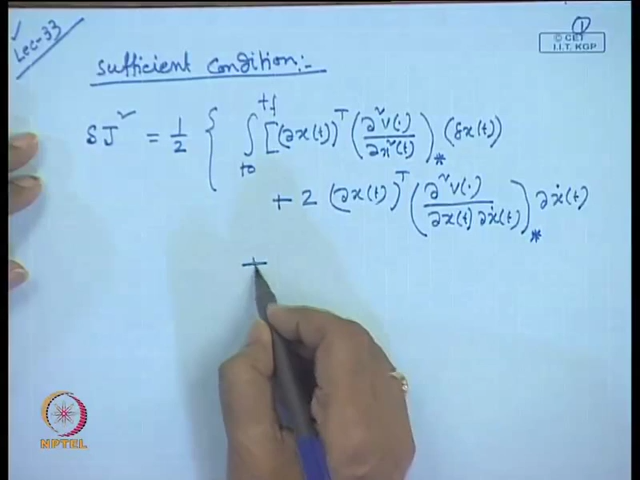 Lec-33
1
© CET
I.I.T. KGP
Sufficient Condition:-
δJ² = 1/2 { ∫_{t0}^{tf} [(∂x(t))^T (∂²V(.)/∂x²(t))_* (δx(t))
+ 2 (∂x(t))^T (∂²V(.)/∂x(t) ∂ẋ(t))_* ∂ẋ(t)
+
NPTEL